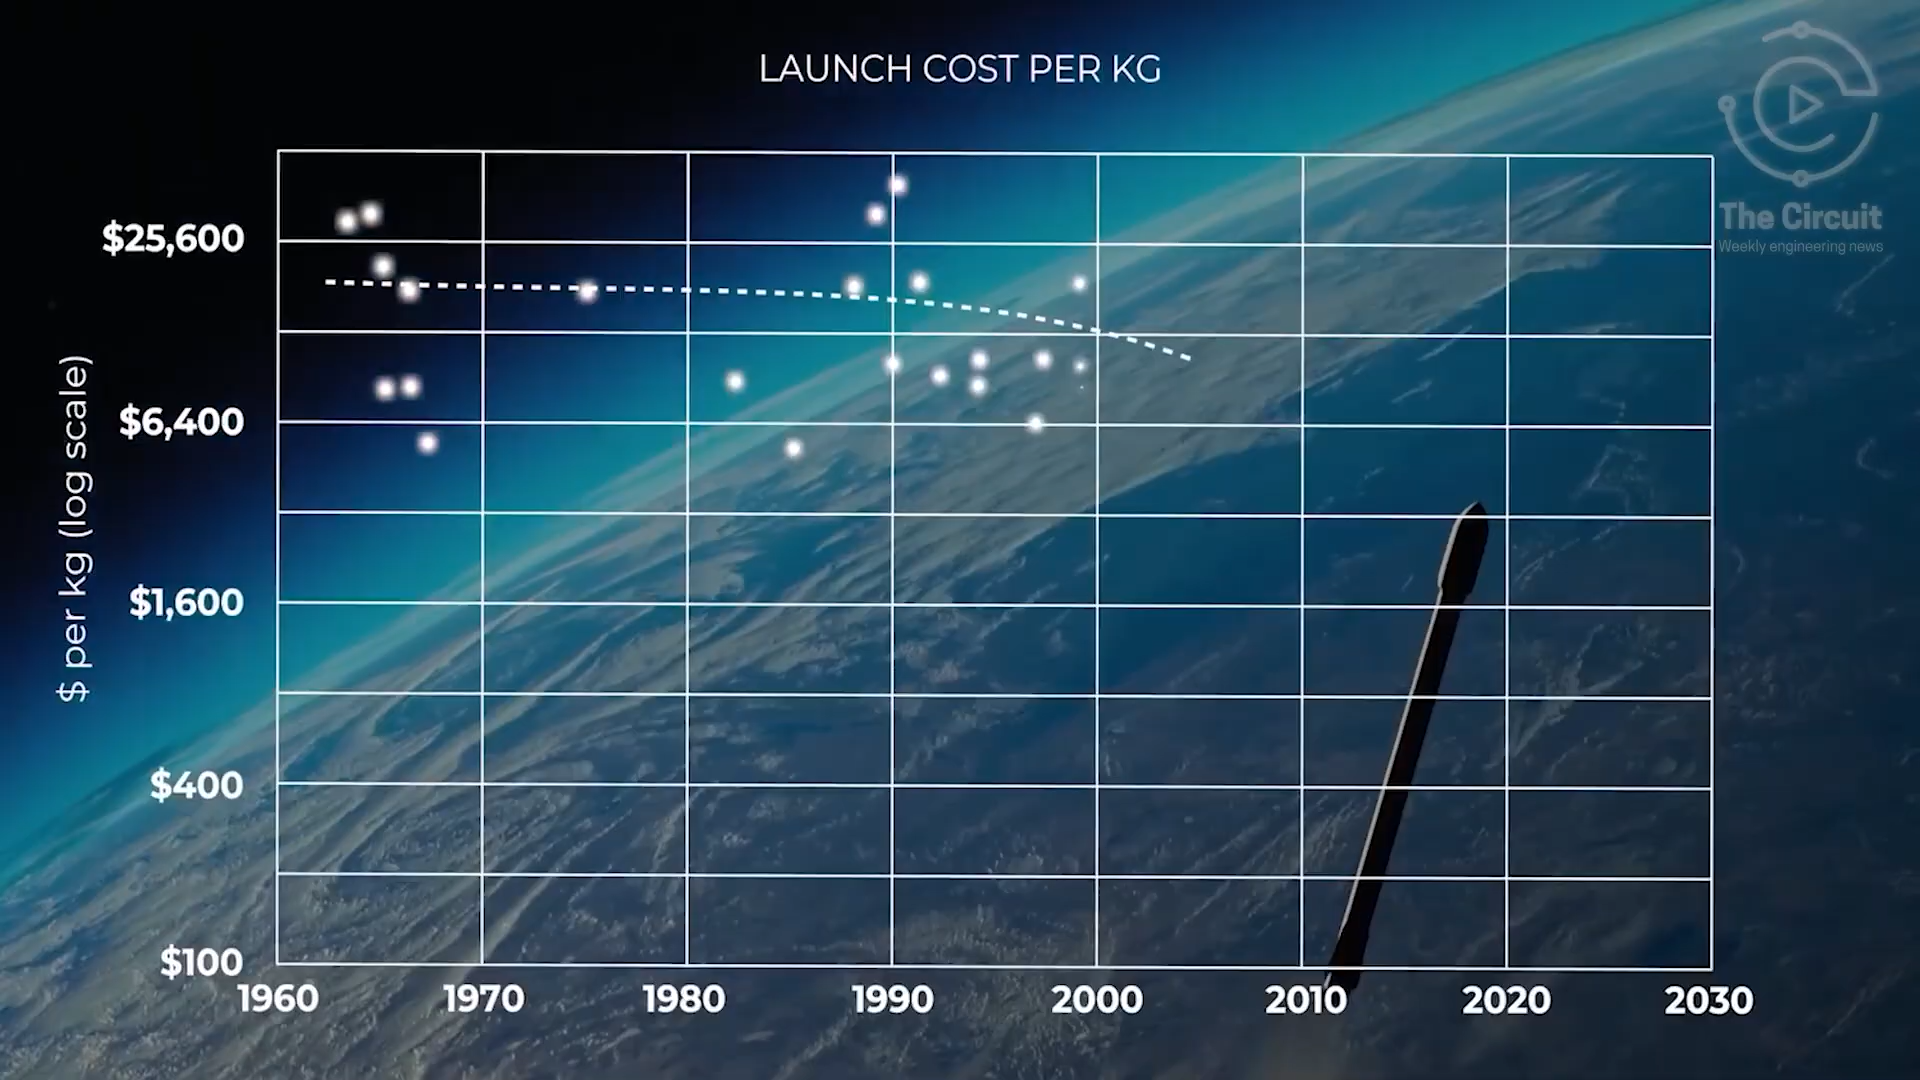 LAUNCH COST PER KG
The Circuit
Weekly engineering news
$ per kg (log scale)
$25,600
$6,400
$1,600
$400
$100
1960 1970 1980 1990 2000 2010 2020 2030